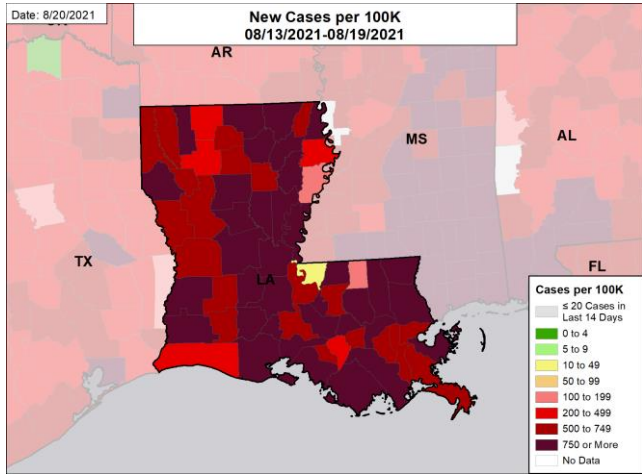 Date: 8/20/2021
New Cases per 100K
08/13/2021-08/19/2021
AR
MS
AL
TX
LA
FL
Cases per 100K
≤ 20 Cases in
Last 14 Days
0 to 4
5 to 9
10 to 49
50 to 99
100 to 199
200 to 499
500 to 749
750 or More
No Data